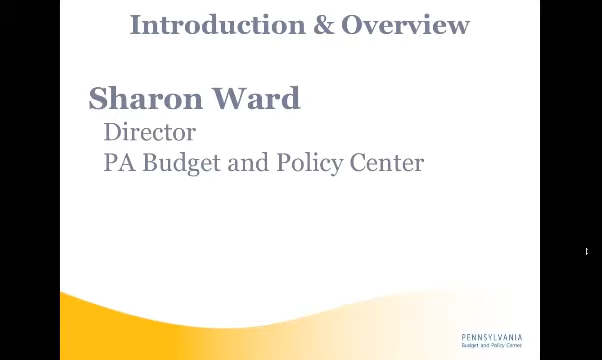 Introduction & Overview
Sharon Ward
Director
PA Budget and Policy Center
PENNSYLVANIA
Budget and Policy Center